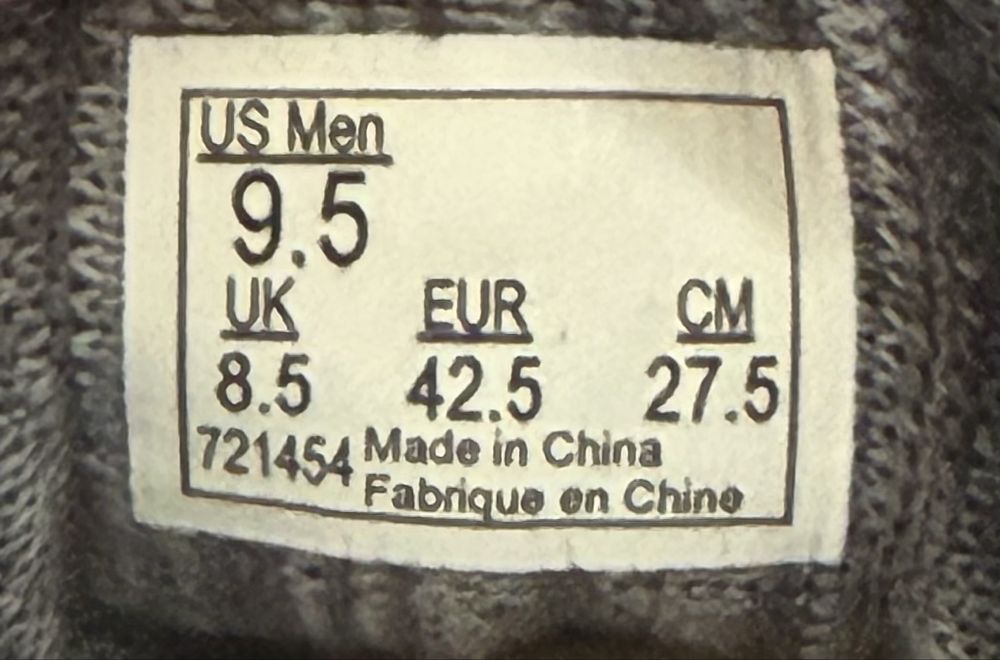 US Men
9.5
UK EUR CM
8.5 42.5 27.5
721454 Made in China
Fabrique en Chine